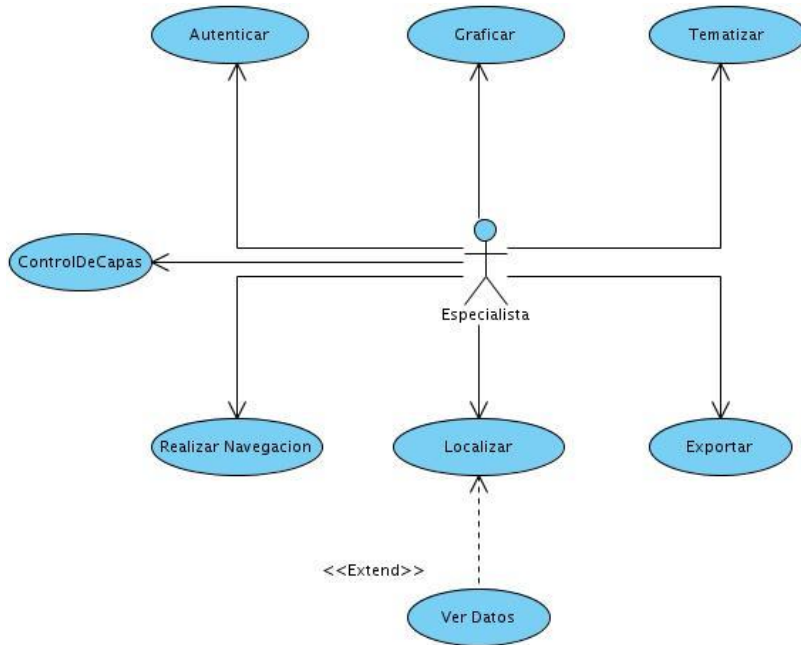 Autenticar
Graficar
Tematizar
ControlDeCapas
Especialista
Realizar Navegacion
Localizar
Exportar
<<Extend>>
Ver Datos